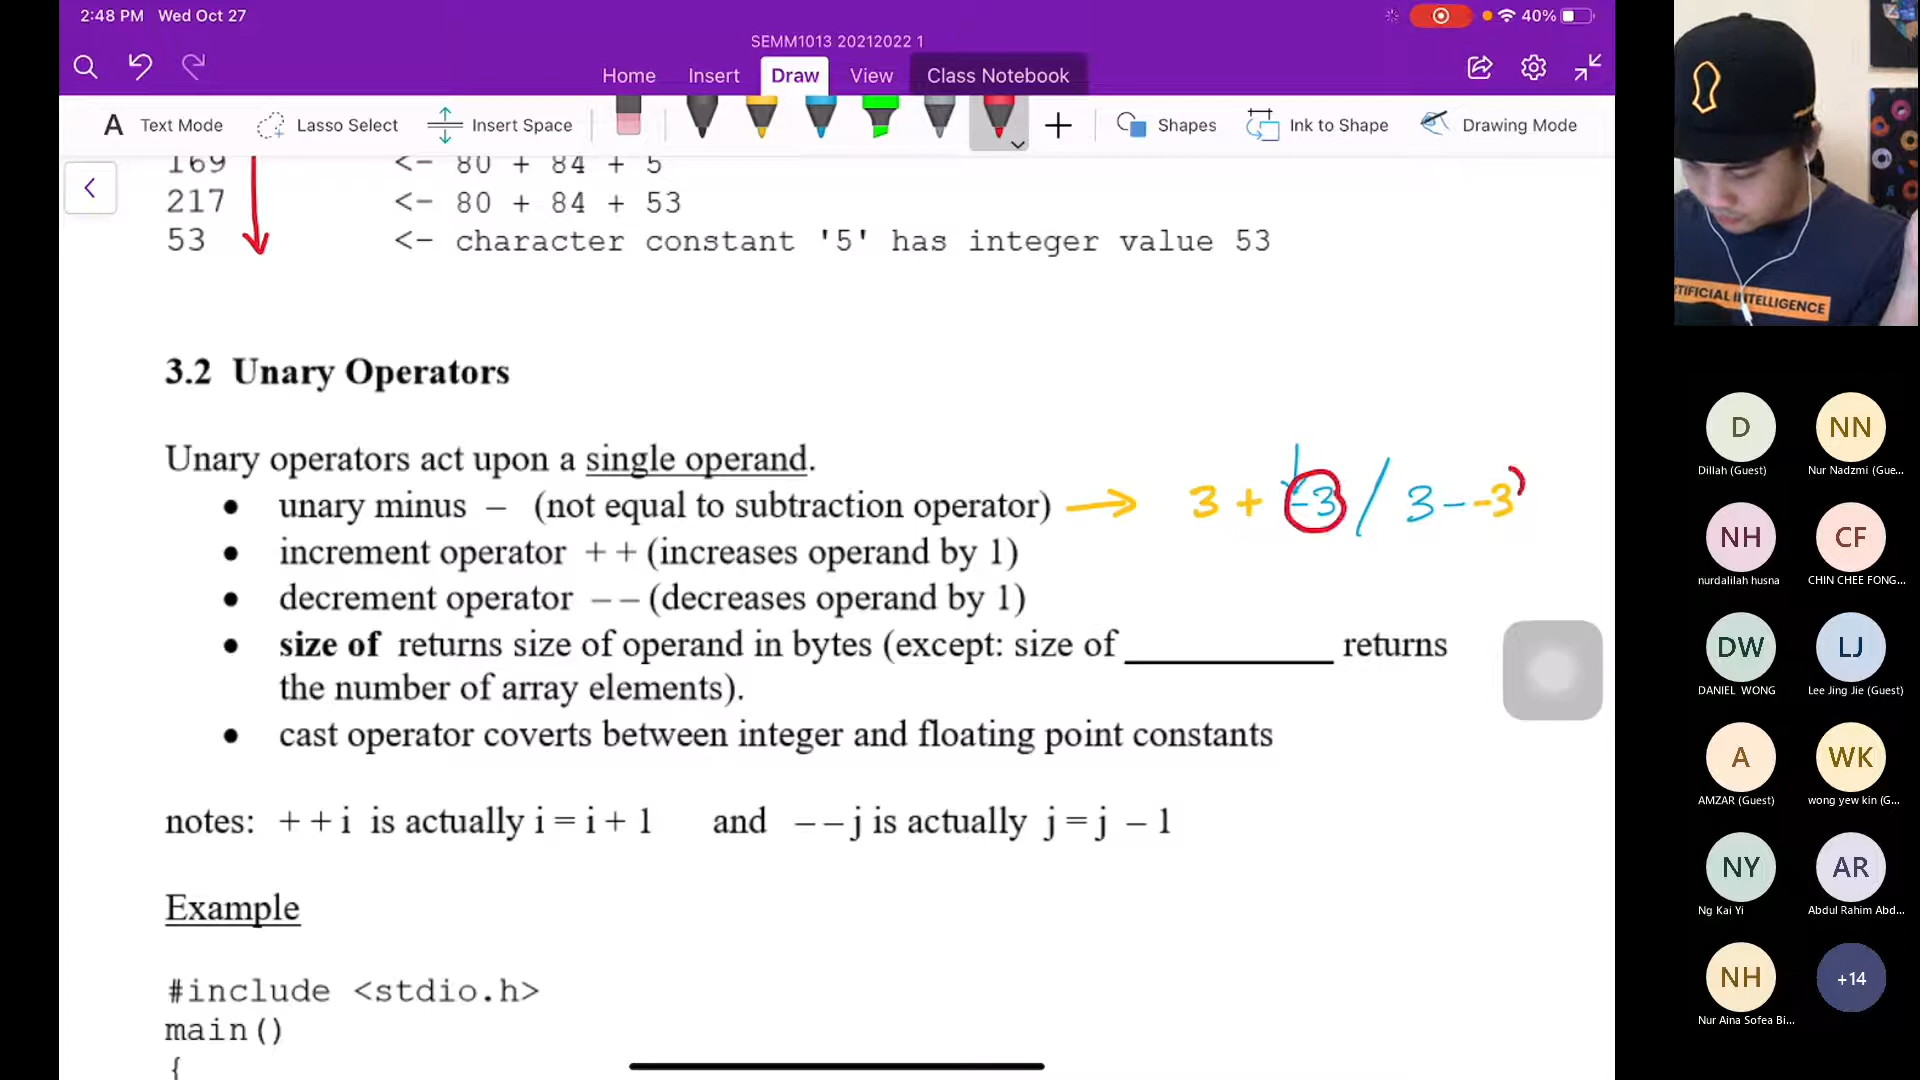 2:48 PM Wed Oct 27
40%
SEMM1013 20212022 1
Home Insert Draw View Class Notebook
A Text Mode Lasso Select Insert Space Shapes Ink to Shape Drawing Mode
169 <- 80 + 84 + 5
217 <- 80 + 84 + 53
53 <- character constant '5' has integer value 53
3.2 Unary Operators
Unary operators act upon a single operand.
• unary minus – (not equal to subtraction operator) → 3 + -3 / 3 - -3
• increment operator + + (increases operand by 1)
• decrement operator – – (decreases operand by 1)
• size of returns size of operand in bytes (except: size of ___________ returns
the number of array elements).
• cast operator coverts between integer and floating point constants
notes: + + i is actually i = i + 1 and – – j is actually j = j – 1
Example
#include <stdio.h>
main()
{
TIFICIAL INTELLIGENCE
D NN
Dillah (Guest) Nur Nadzmi (Gue...
NH CF
nurdalilah husna CHIN CHEE FONG...
DW LJ
DANIEL WONG Lee Jing Jie (Guest)
A WK
AMZAR (Guest) wong yew kin (G...
NY AR
Ng Kai Yi Abdul Rahim Abd...
NH +14
Nur Aina Sofea Bi...